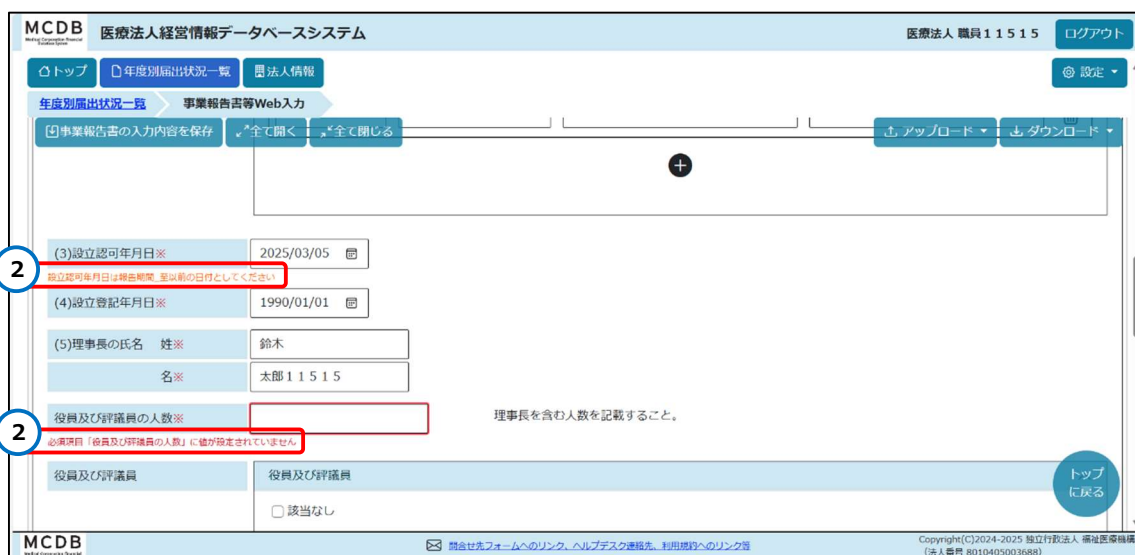 MCDB
Medical Corporation Financial
Database System
医療法人経営情報データベースシステム
医療法人 職員11515
ログアウト
トップ
年度別届出状況一覧
法人情報
設定
年度別届出状況一覧
事業報告書等Web入力
事業報告書の入力内容を保存
全て開く
全て閉じる
アップロード
ダウンロード
(3)設立認可年月日※
2025/03/05
2
設立認可年月日は報告期間_至以前の日付としてください
(4)設立登記年月日※
1990/01/01
(5)理事長の氏名 姓※
鈴木
名※
太郎11515
役員及び評議員の人数※
理事長を含む人数を記載すること。
2
必須項目「役員及び評議員の人数」に値が設定されていません
役員及び評議員
役員及び評議員
該当なし
トップ
に戻る
MCDB
問合せ先フォームへのリンク、ヘルプデスク連絡先、利用規約へのリンク等
Copyright(C)2024-2025 独立行政法人 福祉医療機構
(法人番号 8010405003688)